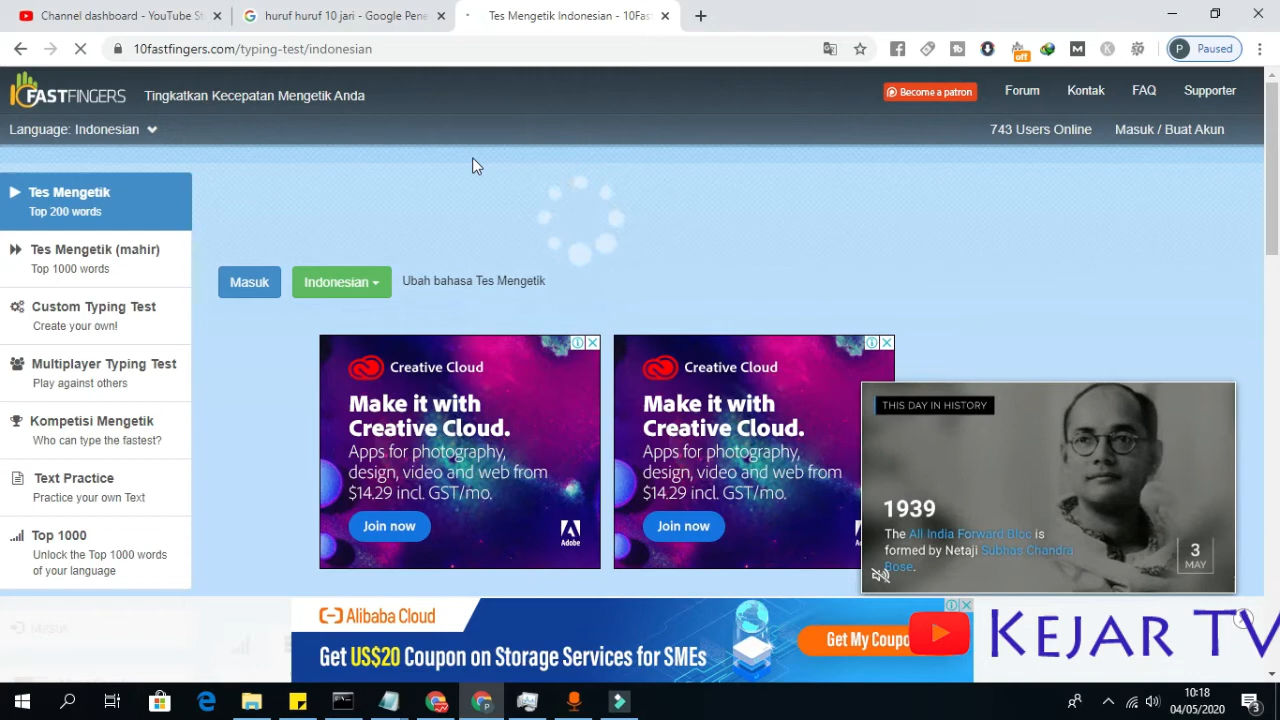 Channel dashboard - YouTube St
huruf huruf 10 jari - Google Pene
Tes Mengetik Indonesian - 10Fas
10fastfingers.com/typing-test/indonesian
off
P Paused
10FASTFINGERS
Tingkatkan Kecepatan Mengetik Anda
Become a patron
Forum
Kontak
FAQ
Supporter
Language: Indonesian
743 Users Online
Masuk / Buat Akun
Tes Mengetik
Top 200 words
Tes Mengetik (mahir)
Top 1000 words
Custom Typing Test
Create your own!
Multiplayer Typing Test
Play against others
Kompetisi Mengetik
Who can type the fastest?
Text Practice
Practice your own Text
Top 1000
Unlock the Top 1000 words
of your language
Masuk
Masuk
Indonesian
Ubah bahasa Tes Mengetik
Creative Cloud
Make it with
Creative Cloud.
Apps for photography,
design, video and web from
$14.29 incl. GST/mo.
Join now
Adobe
Creative Cloud
Make it with
Creative Cloud.
Apps for photography,
design, video and web from
$14.29 incl. GST/mo.
Join now
THIS DAY IN HISTORY
1939
The All India Forward Bloc is
formed by Netaji Subhas Chandra
Bose.
3
MAY
Alibaba Cloud
Get US$20 Coupon on Storage Services for SMEs
Get My Coupo
KEJAR TV
10:18
04/05/2020
3